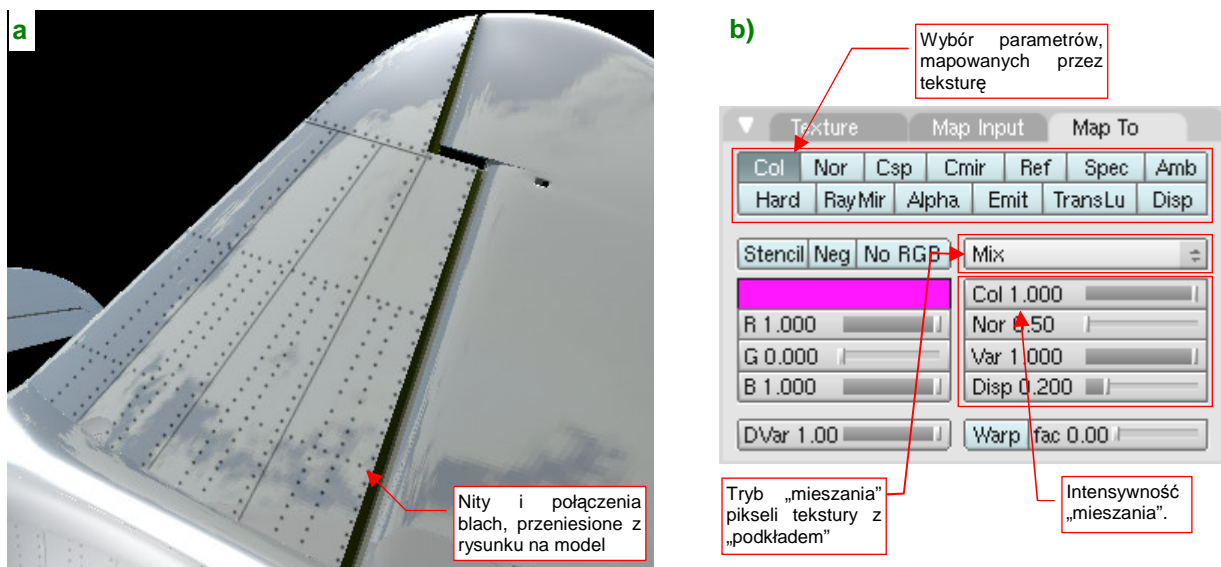 a
b)
Wybór parametrów,
mapowanych przez
teksturę
Texture Map Input Map To
Col Nor Csp Cmir Ref Spec Amb
Hard RayMir Alpha Emit TransLu Disp
Stencil Neg No RGB Mix
Col 1.000
R 1.000 Nor 0.50
G 0.000 Var 1.000
B 1.000 Disp 0.200
DVar 1.00 Warp fac 0.00
Nity i połączenia
blach, przeniesione z
rysunku na model
Tryb „mieszania”
pikseli tekstury z
„podkładem”
Intensywność
„mieszania”.